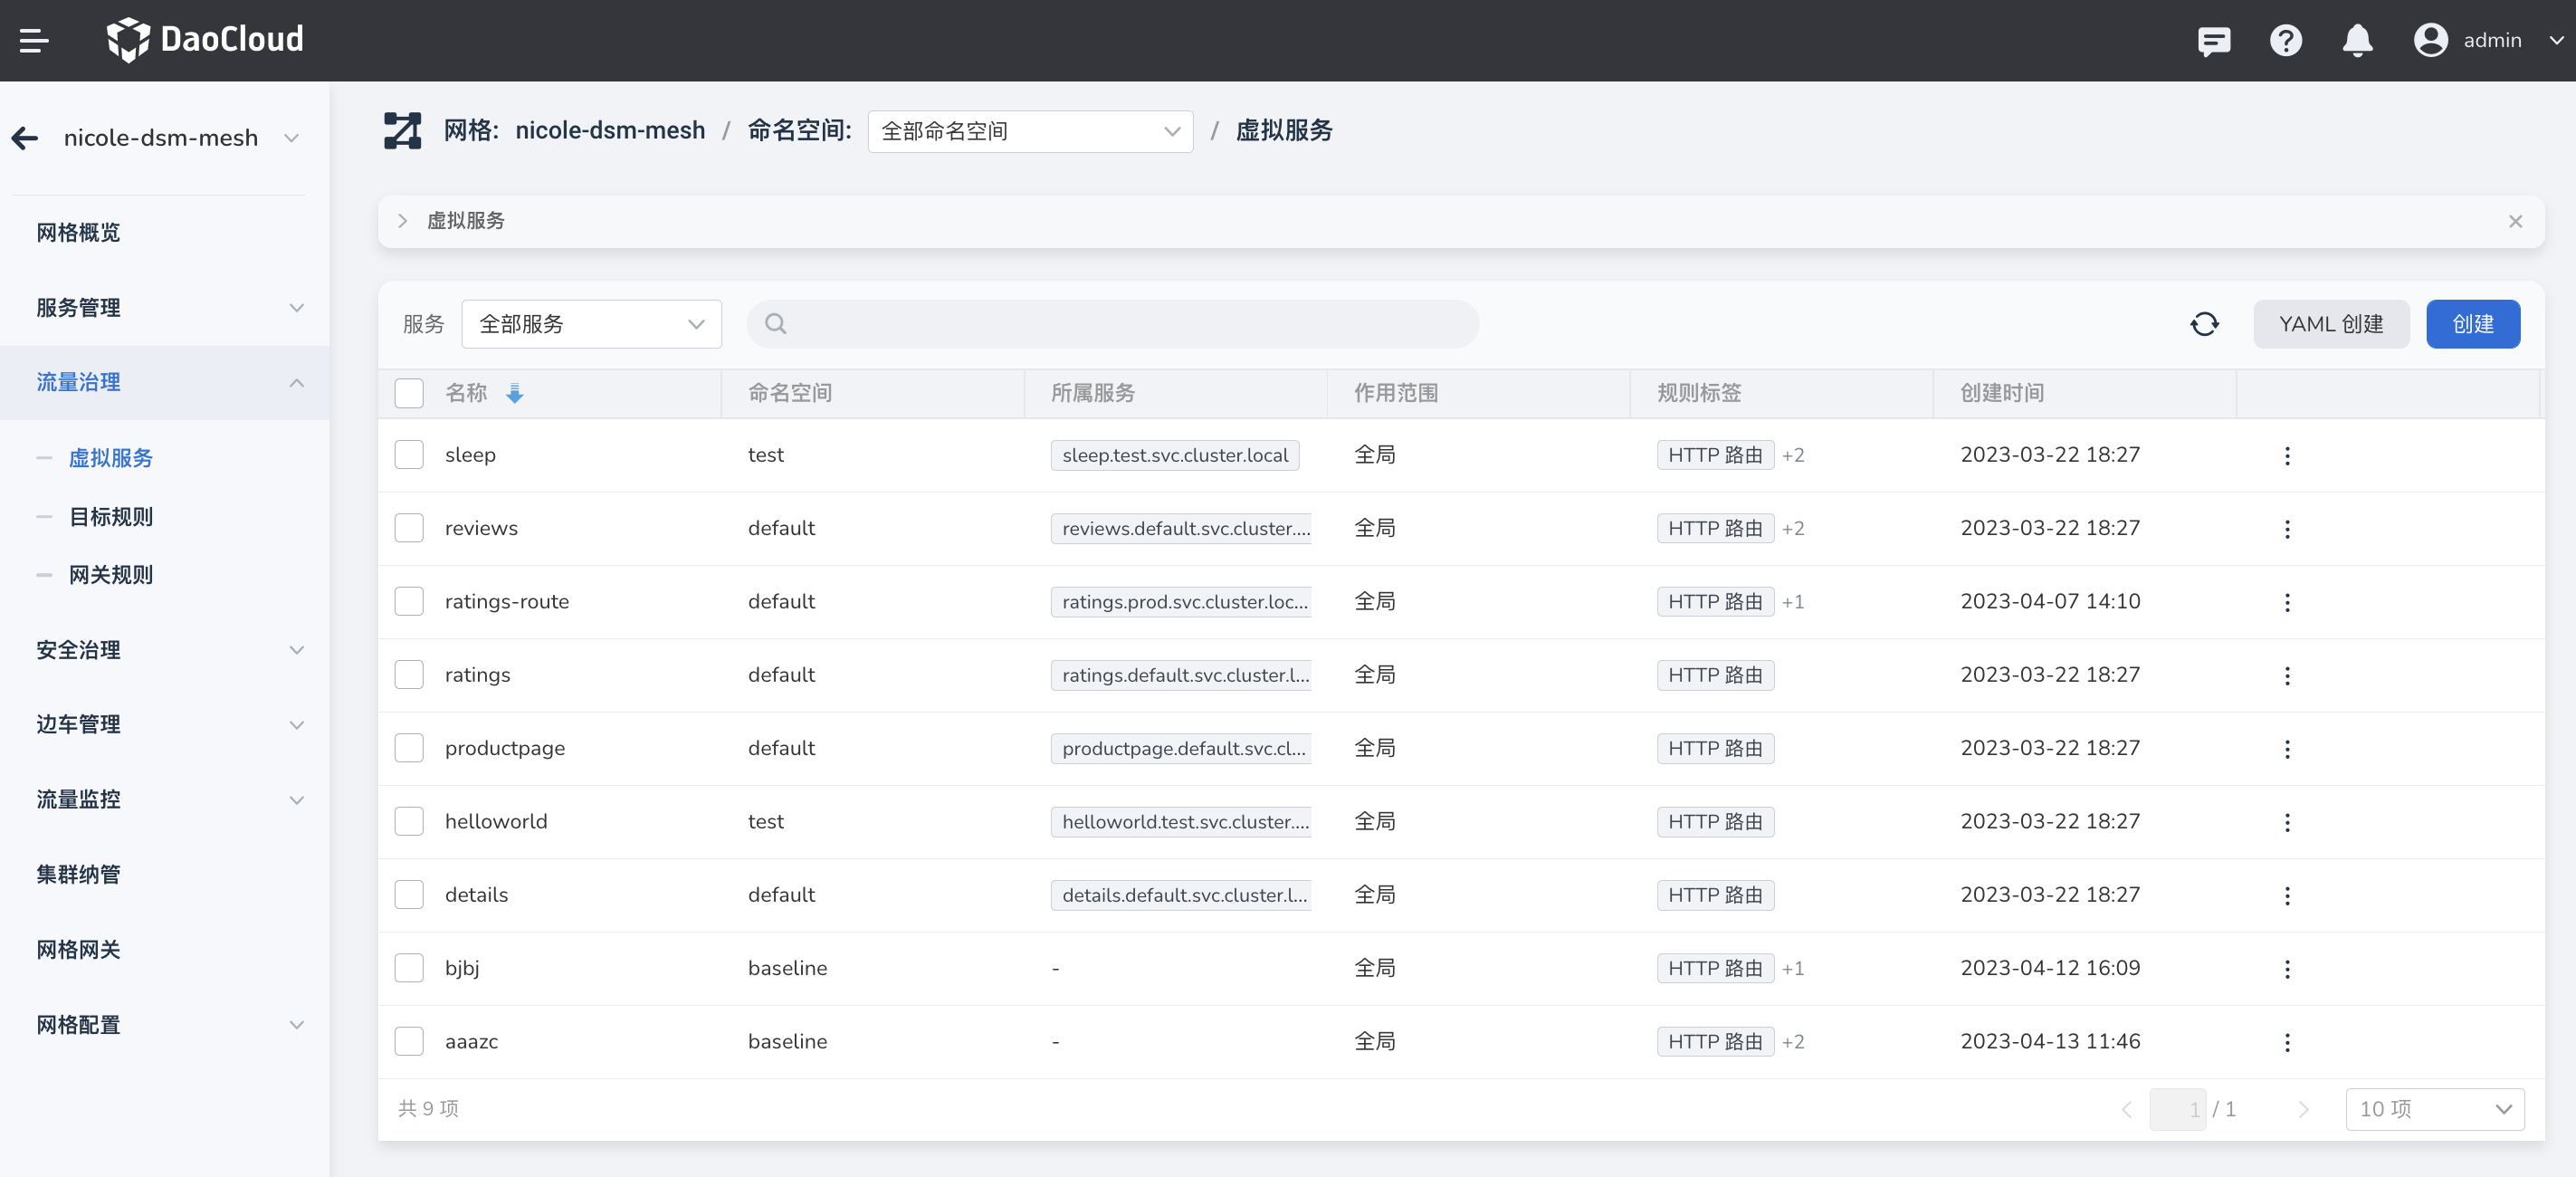 DaoCloud
admin
nicole-dsm-mesh
网格概览
服务管理
流量治理
虚拟服务
目标规则
网关规则
安全治理
边车管理
流量监控
集群纳管
网格网关
网格配置
网格: nicole-dsm-mesh / 命名空间: 全部命名空间 / 虚拟服务
虚拟服务
服务 全部服务 YAML 创建 创建
名称 命名空间 所属服务 作用范围 规则标签 创建时间
sleep test sleep.test.svc.cluster.local 全局 HTTP 路由 +2 2023-03-22 18:27
reviews default reviews.default.svc.cluster.... 全局 HTTP 路由 +2 2023-03-22 18:27
ratings-route default ratings.prod.svc.cluster.loc... 全局 HTTP 路由 +1 2023-04-07 14:10
ratings default ratings.default.svc.cluster.l... 全局 HTTP 路由 2023-03-22 18:27
productpage default productpage.default.svc.cl... 全局 HTTP 路由 2023-03-22 18:27
helloworld test helloworld.test.svc.cluster.... 全局 HTTP 路由 2023-03-22 18:27
details default details.default.svc.cluster.l... 全局 HTTP 路由 2023-03-22 18:27
bjbj baseline - 全局 HTTP 路由 +1 2023-04-12 16:09
aaazc baseline - 全局 HTTP 路由 +2 2023-04-13 11:46
共 9 项 1 / 1 10 项